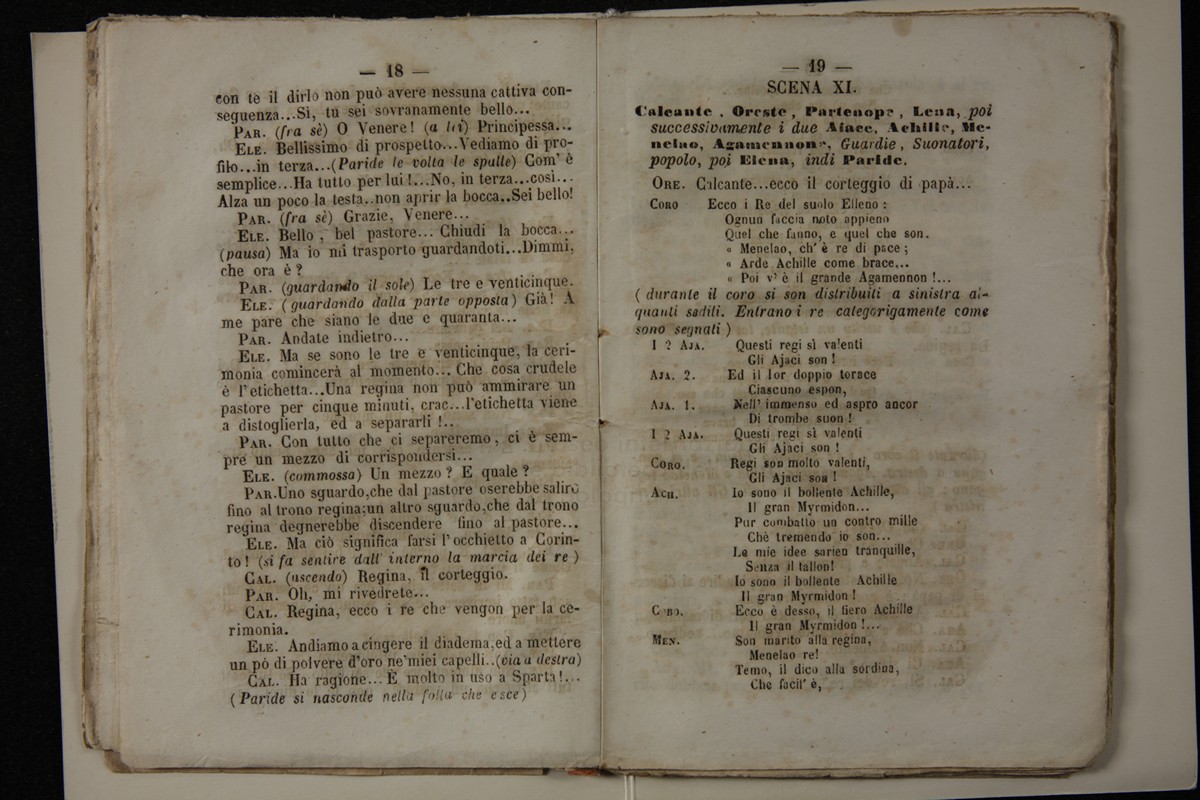 — 18 —
con te il dirlo non può avere nessuna cattiva con-
seguenza...Sì, tu sei sovranamente bello...
PAR. (fra sè) O Venere! (a lei) Principessa...
ELE. Bellissimo di prospetto...Vediamo di pro-
filo...in terza...(Paride le volta le spalle) Com' è
semplice...Ha tutto per lui!...No, in terza...così...
Alza un poco la testa..non aprir la bocca..Sei bello!
PAR. (fra sè) Grazie, Venere...
ELE. Bello, bel pastore... Chiudi la bocca...
(pausa) Ma io mi trasporto guardandoti...Dimmi,
che ora è?
PAR. (guardando il sole) Le tre e venticinque.
ELE. (guardando dalla parte opposta) Già! A
me pare che siano le due e quaranta...
PAR. Andate indietro...
ELE. Ma se sono le tre e venticinque, la ceri-
monia comincerà al momento... Che cosa crudele
è l'etichetta...Una regina non può ammirare un
pastore per cinque minuti, crac...l'etichetta viene
a distoglierla, ed a separarli!..
PAR. Con tutto che ci separeremo, ci è sem-
pre un mezzo di corrispondersi...
ELE. (commossa) Un mezzo? E quale?
PAR.Uno sguardo,che dal pastore oserebbe salire
fino al trono regina;un altro sguardo,che dal trono
regina degnerebbe discendere fino al pastore...
ELE. Ma ciò significa farsi l'occhietto a Corin-
to! (si fa sentire dall' interno la marcia dei re)
CAL. (uscendo) Regina, il corteggio.
PAR. Oh, mi rivedrete...
CAL. Regina, ecco i re che vengon per la ce-
rimonia.
ELE. Andiamo a cingere il diadema,ed a mettere
un pò di polvere d'oro ne'miei capelli..(via a destra)
CAL. Ha ragione... È molto in uso a Sparta!...
(Paride si nasconde nella folla che esce)
— 19 —
SCENA XI.
Calcante, Oreste, Partenope, Lena, poi
successivamente i due Aiace, Achille, Me-
nelao, Agamennone, Guardie, Suonatori,
popolo, poi Elena, indi Paride.
ORE. Calcante...ecco il corteggio di papà...
CORO Ecco i Re del suolo Elleno:
Ognun faccia noto appieno
Quel che fanno, e quel che son.
« Menelao, ch' è re di pace;
« Arde Achille come brace...
« Poi v' è il grande Agamennon!...
(durante il coro si son distribuiti a sinistra al-
quanti sedili. Entrano i re categorigamente come
sono segnati)
I 2 AJA. Questi regi sì valenti
Gli Ajaci son!
AJA. 2. Ed il lor doppio torace
Ciascuno espon,
AJA. 1. Nell' immenso ed aspro ancor
Di trombe suon!
I 2 AJA. Questi regi sì valenti
Gli Ajaci son!
CORO. Regi son molto valenti,
Gli Ajaci son!
ACH. Io sono il bollente Achille,
Il gran Myrmidon...
Pur combatto un contro mille
Chè tremendo io son...
Le mie idee sarien tranquille,
Senza il tallon!
Io sono il bollente Achille
Il gran Myrmidon!
CORO. Ecco è desso, il fiero Achille
Il gran Myrmidon!...
MEN. Son marito alla regina,
Menelao re!
Temo, il dico alla sordina,
Che facil' è,